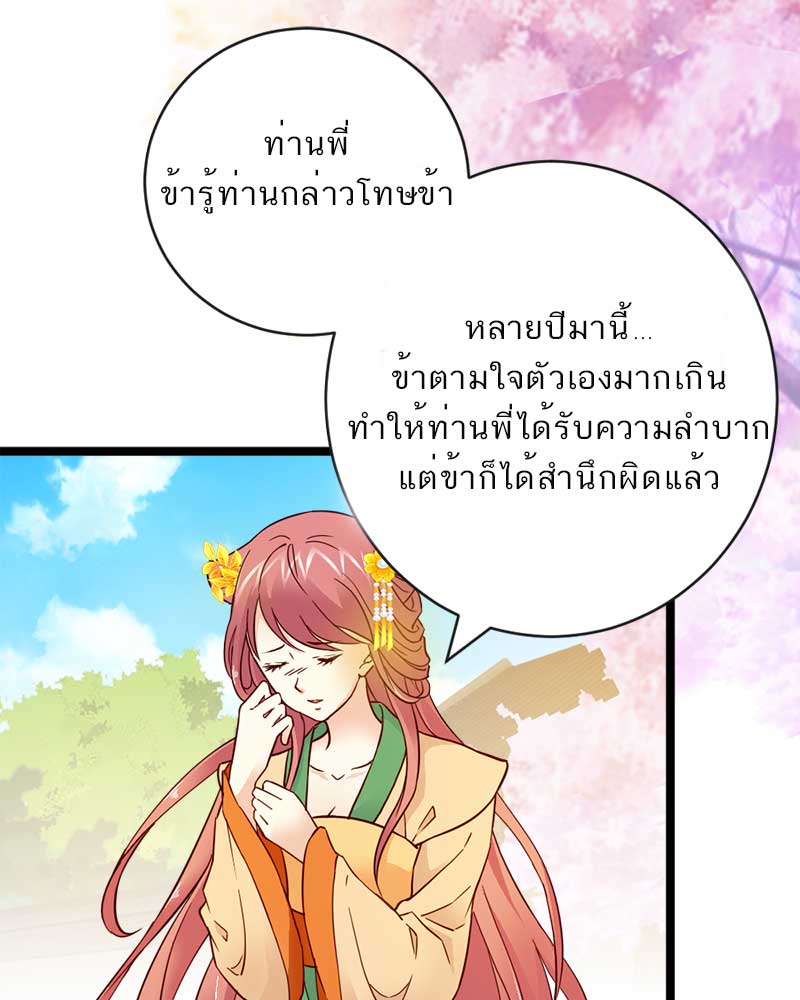 ท่านพี่
ข้ารู้ท่านกล่าวโทษข้า
หลายปีมานี้...
ข้าตามใจตัวเองมากเกิน
ทำให้ท่านพี่ได้รับความลำบาก
แต่ข้าก็ได้สำนึกผิดแล้ว